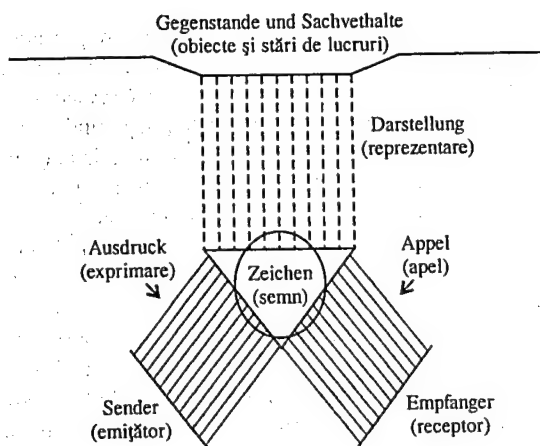 Gegenstande und Sachvethalte
(obiecte şi stări de lucruri)
Darstellung
(reprezentare)
Ausdruck
(exprimare)
Appel
(apel)
Zeichen
(semn)
Sender
(emiţător)
Empfanger
(receptor)